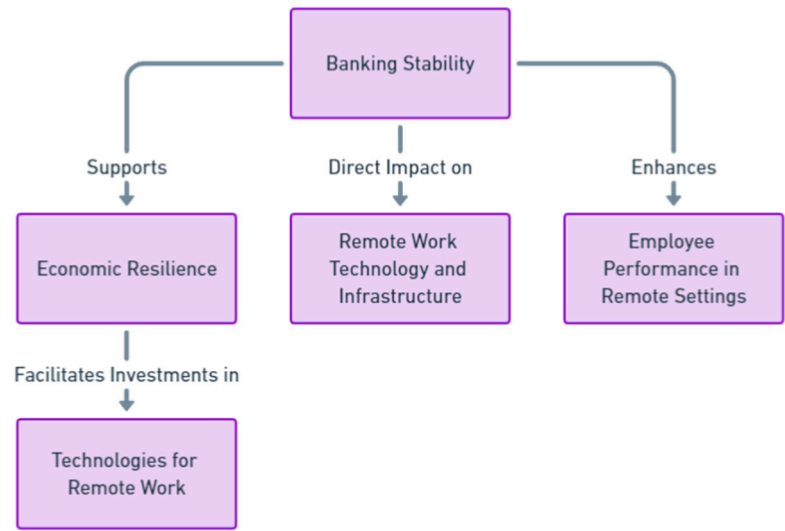 Banking Stability
Supports
Direct Impact on
Enhances
Economic Resilience
Remote Work
Technology and
Infrastructure
Employee
Performance in
Remote Settings
Facilitates Investments in
Technologies for
Remote Work